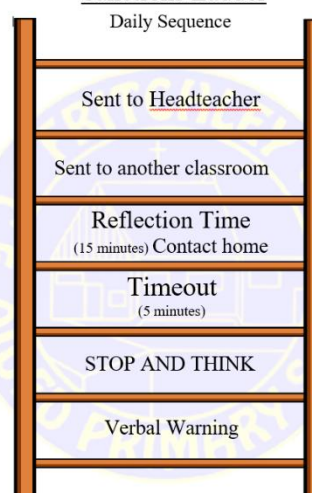 Daily Sequence
Sent to Headteacher
Sent to another classroom
Reflection Time
(15 minutes) Contact home
Timeout
(5 minutes)
STOP AND THINK
Verbal Warning